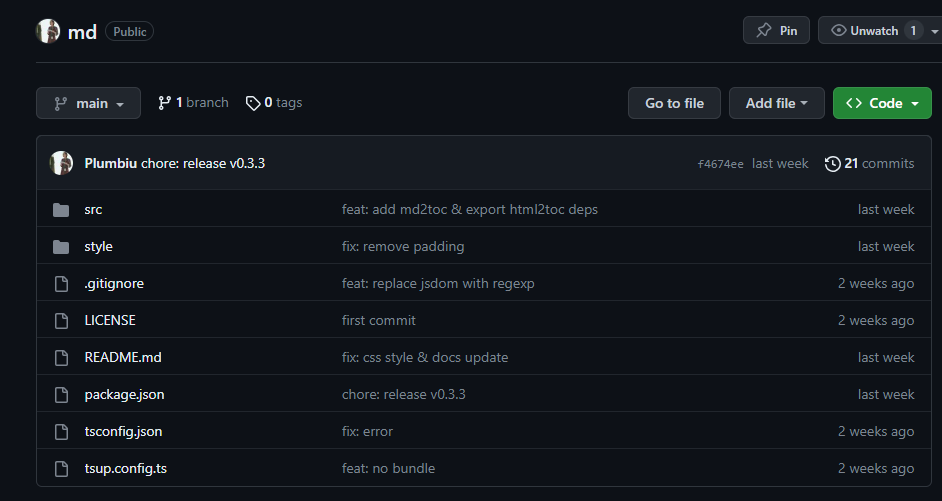 md Public Pin Unwatch 1
main 1 branch 0 tags Go to file Add file <> Code
Plumbiu chore: release v0.3.3 f4674ee last week 21 commits
src feat: add md2toc & export html2toc deps last week
style fix: remove padding last week
.gitignore feat: replace jsdom with regexp 2 weeks ago
LICENSE first commit 2 weeks ago
README.md fix: css style & docs update last week
package.json chore: release v0.3.3 last week
tsconfig.json fix: error 2 weeks ago
tsup.config.ts feat: no bundle 2 weeks ago